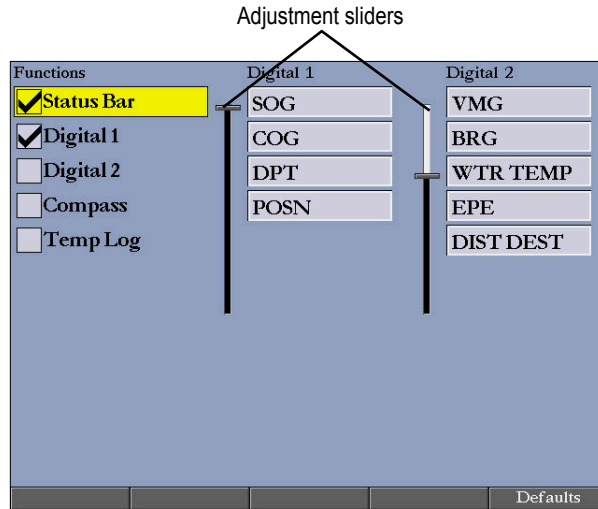 Adjustment sliders
Functions
Status Bar
Digital 1
Digital 2
Compass
Temp Log
Digital 1
SOG
COG
DPT
POSN
Digital 2
VMG
BRG
WTR TEMP
EPE
DIST DEST
Defaults